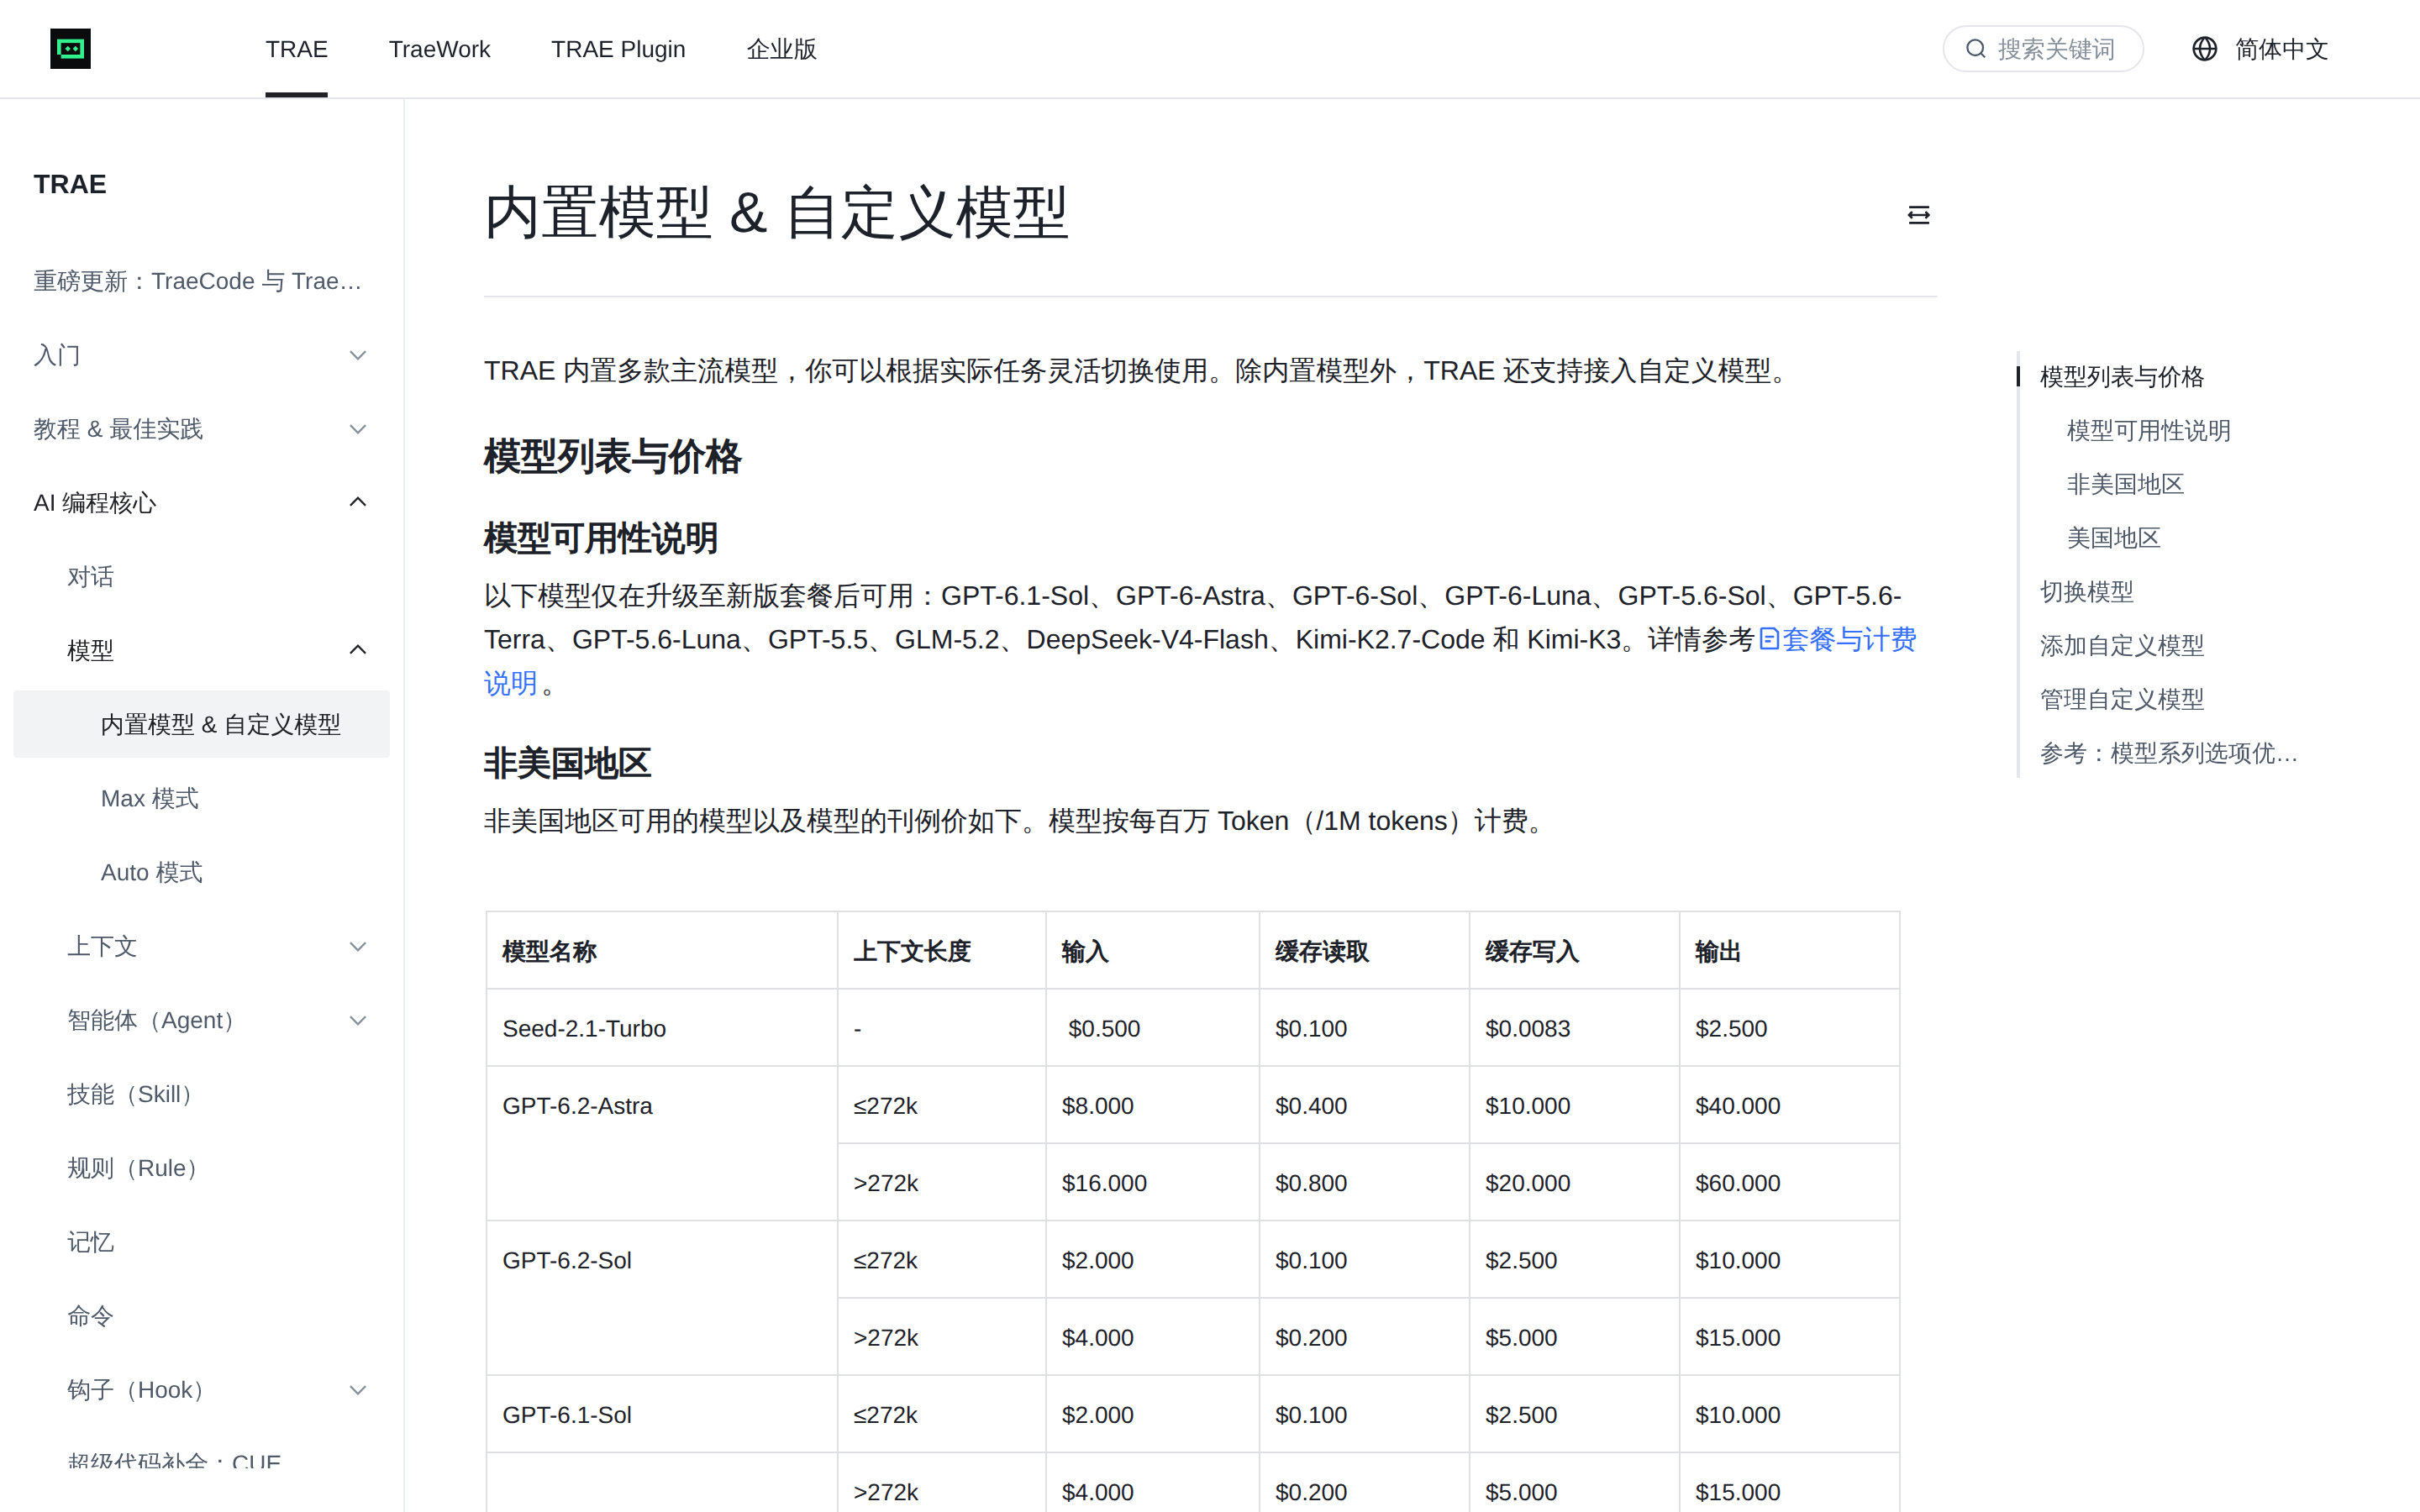 TRAE TraeWork TRAE Plugin 企业版 搜索关键词 简体中文
TRAE
重磅更新：TraeCode 与 Trae…
入门
教程 & 最佳实践
AI 编程核心
对话
模型
内置模型 & 自定义模型
Max 模式
Auto 模式
上下文
智能体（Agent）
技能（Skill）
规则（Rule）
记忆
命令
钩子（Hook）
超级代码补全：CUE
内置模型 & 自定义模型
TRAE 内置多款主流模型，你可以根据实际任务灵活切换使用。除内置模型外，TRAE 还支持接入自定义模型。
模型列表与价格
模型可用性说明
以下模型仅在升级至新版套餐后可用：GPT-6.1-Sol、GPT-6-Astra、GPT-6-Sol、GPT-6-Luna、GPT-5.6-Sol、GPT-5.6-
Terra、GPT-5.6-Luna、GPT-5.5、GLM-5.2、DeepSeek-V4-Flash、Kimi-K2.7-Code 和 Kimi-K3。详情参考套餐与计费
说明。
非美国地区
非美国地区可用的模型以及模型的刊例价如下。模型按每百万 Token（/1M tokens）计费。
模型名称 上下文长度 输入 缓存读取 缓存写入 输出
Seed-2.1-Turbo - $0.500 $0.100 $0.0083 $2.500
GPT-6.2-Astra ≤272k $8.000 $0.400 $10.000 $40.000
>272k $16.000 $0.800 $20.000 $60.000
GPT-6.2-Sol ≤272k $2.000 $0.100 $2.500 $10.000
>272k $4.000 $0.200 $5.000 $15.000
GPT-6.1-Sol ≤272k $2.000 $0.100 $2.500 $10.000
>272k $4.000 $0.200 $5.000 $15.000
模型列表与价格
模型可用性说明
非美国地区
美国地区
切换模型
添加自定义模型
管理自定义模型
参考：模型系列选项优…